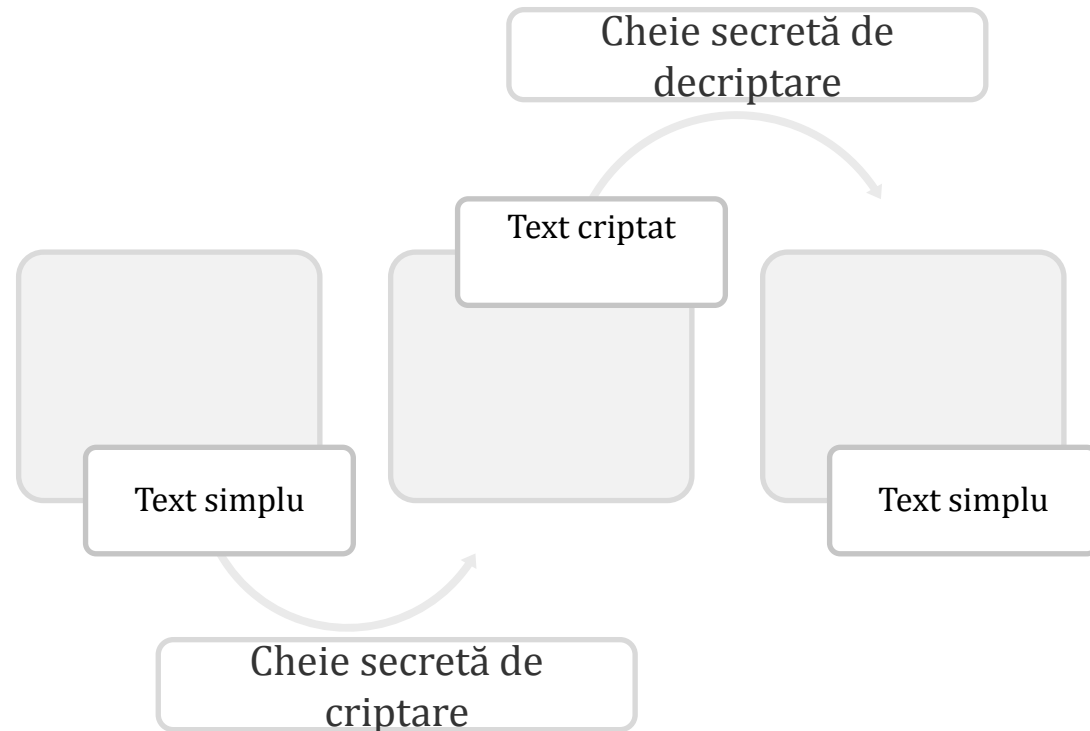 Cheie secretă de
decriptare
Text criptat
Text simplu
Text simplu
Cheie secretă de
criptare